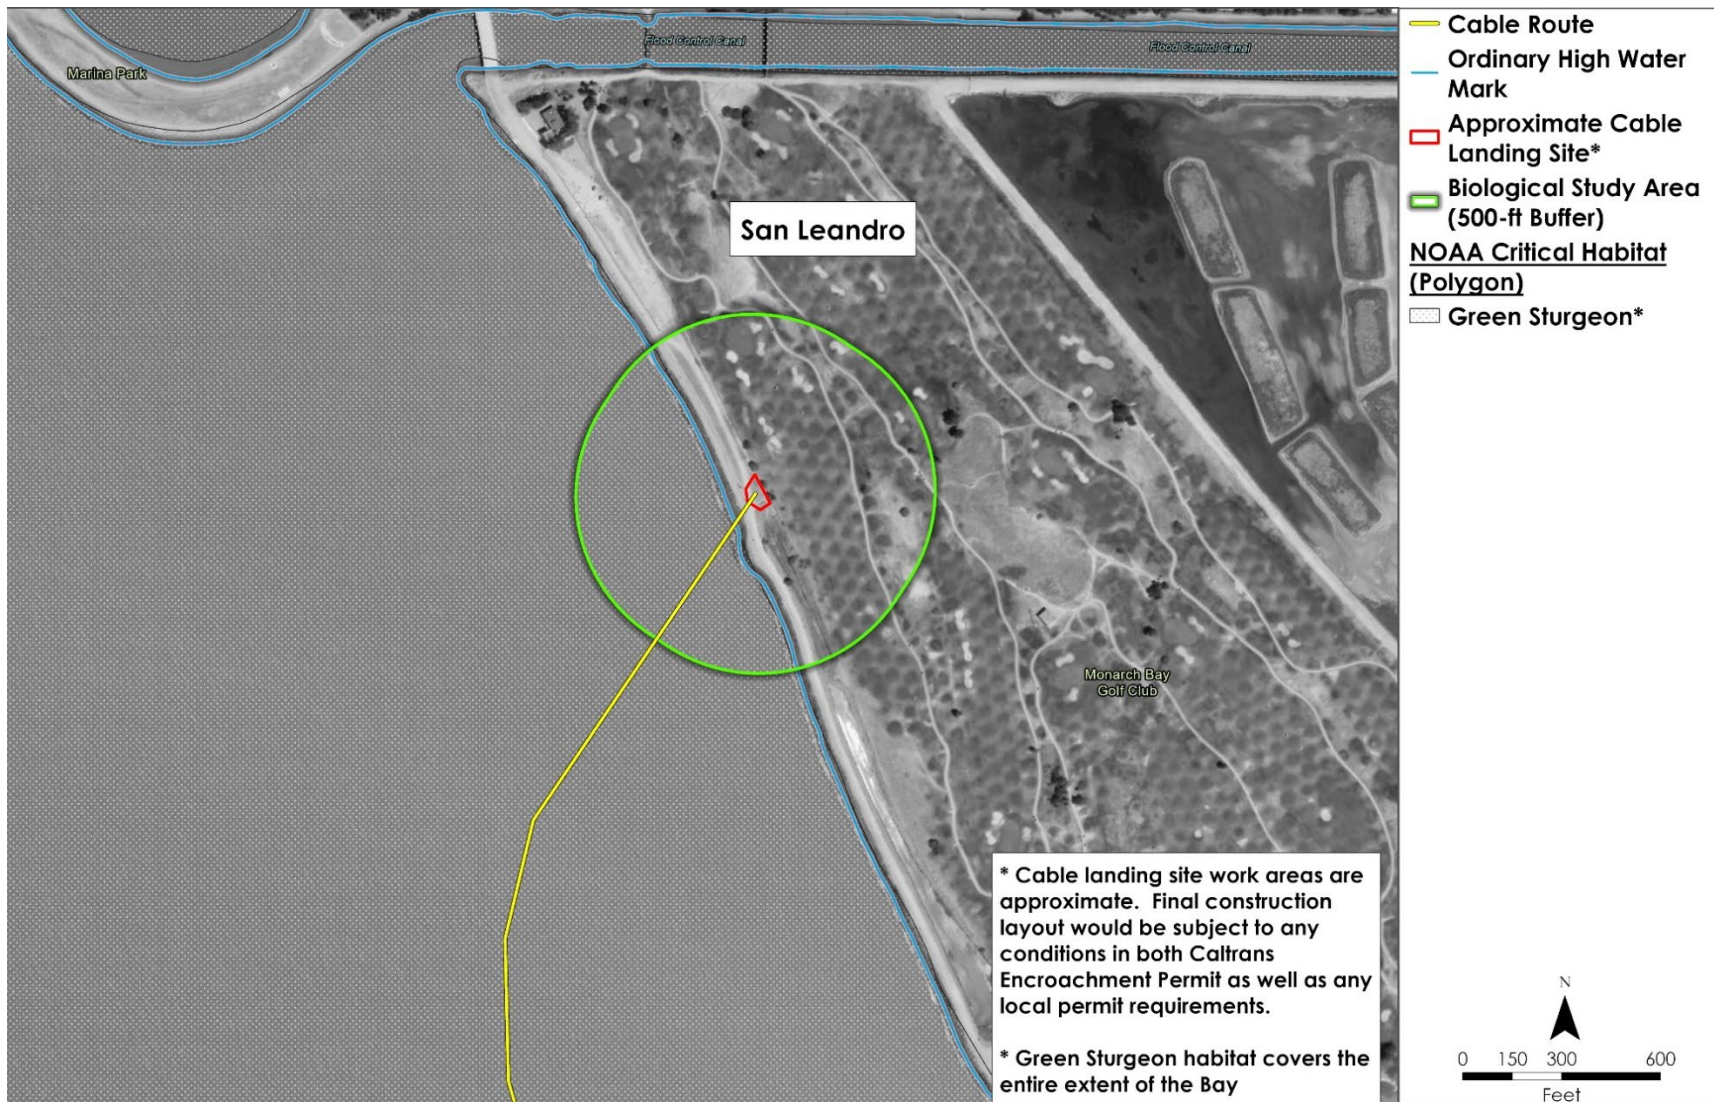 Marina Park
Flood Control Canal
Flood Control Canal
San Leandro
Monarch Bay
Golf Club
* Cable landing site work areas are
approximate.  Final construction
layout would be subject to any
conditions in both Caltrans
Encroachment Permit as well as any
local permit requirements.
* Green Sturgeon habitat covers the
entire extent of the Bay
Cable Route
Ordinary High Water
Mark
Approximate Cable
Landing Site*
Biological Study Area
(500-ft Buffer)
NOAA Critical Habitat
(Polygon)
Green Sturgeon*
N
0 150 300 600
Feet